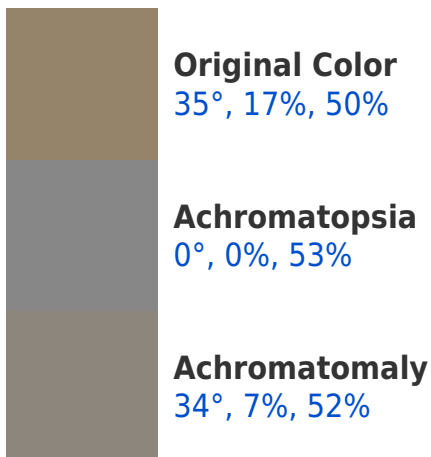 Original Color
35°, 17%, 50%
Achromatopsia
0°, 0%, 53%
Achromatomaly
34°, 7%, 52%